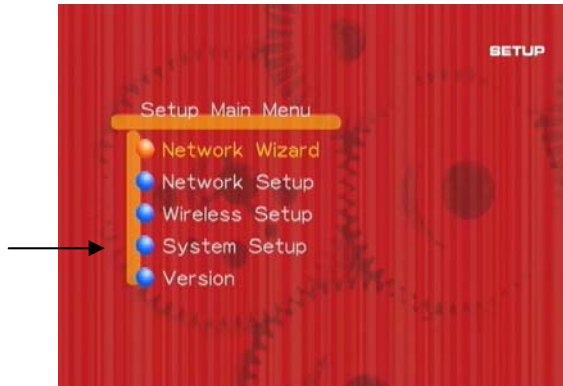 SETUP
Setup Main Menu
Network Wizard
Network Setup
Wireless Setup
System Setup
Version